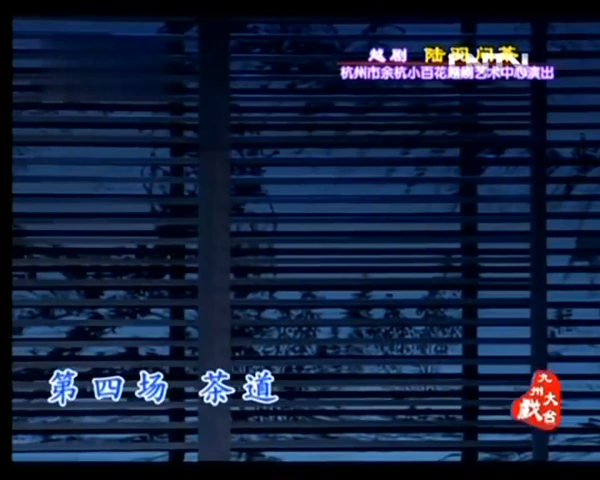 越剧 陆羽问茶
杭州市余杭小百花越剧艺术中心演出
第四场 茶道
九州
大戏台